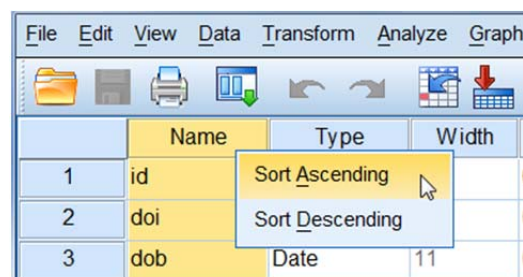 File Edit View Data Transform Analyze Graph
Name Type Width
1 id Sort Ascending
2 doi Sort Descending
3 dob Date 11